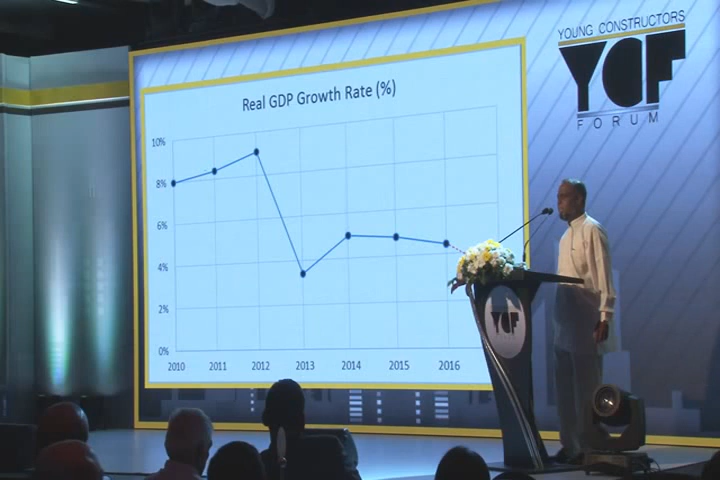 YOUNG CONSTRUCTORS
YCF
FORUM
Real GDP Growth Rate (%)
10%
8%
6%
4%
2%
0%
2010 2011 2012 2013 2014 2015 2016
YCF